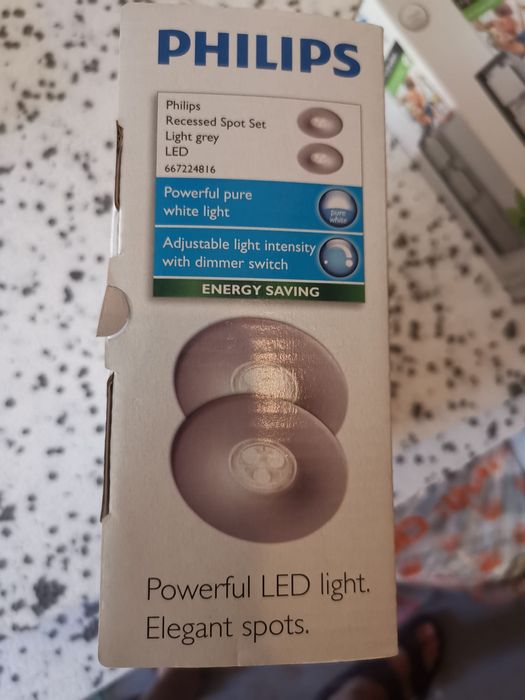 PHILIPS
Philips
Recessed Spot Set
Light grey
LED
667224816
Powerful pure
white light
pure
white
Adjustable light intensity
with dimmer switch
ENERGY SAVING
Powerful LED light.
Elegant spots.